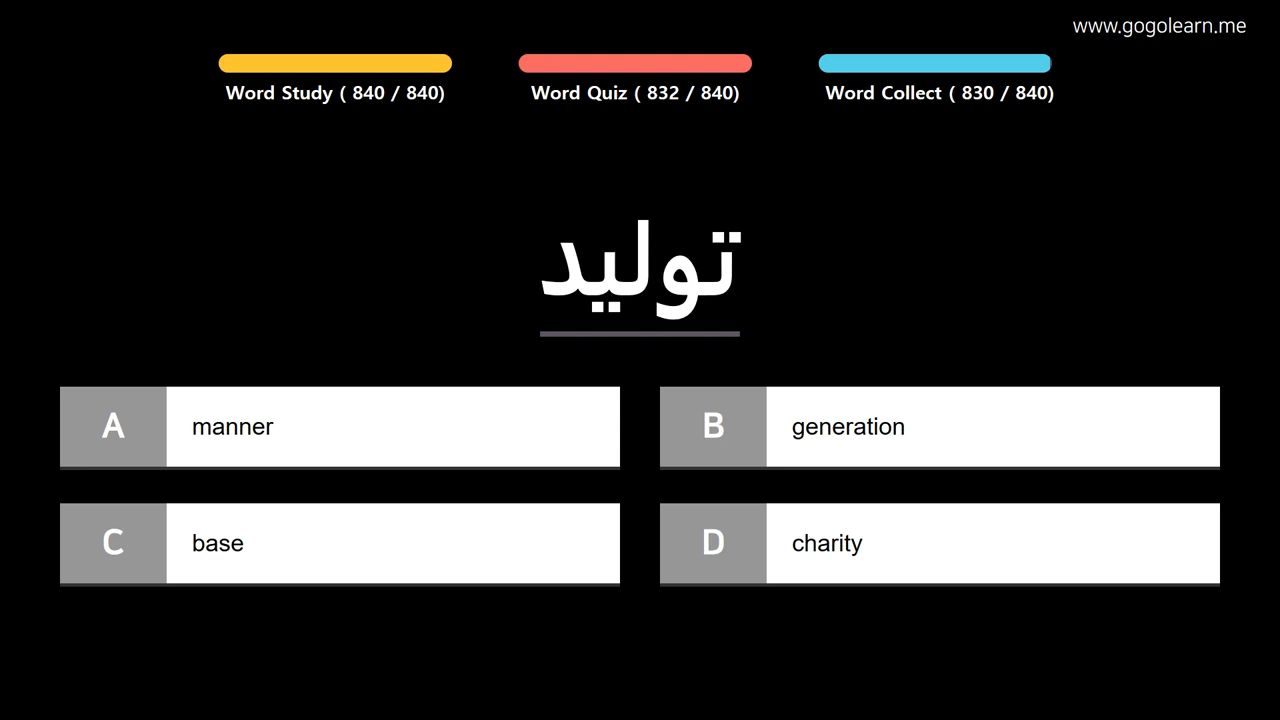 www.gogolearn.me
Word Study ( 840 / 840)
Word Quiz ( 832 / 840)
Word Collect ( 830 / 840)
توليد
A manner
B generation
C base
D charity